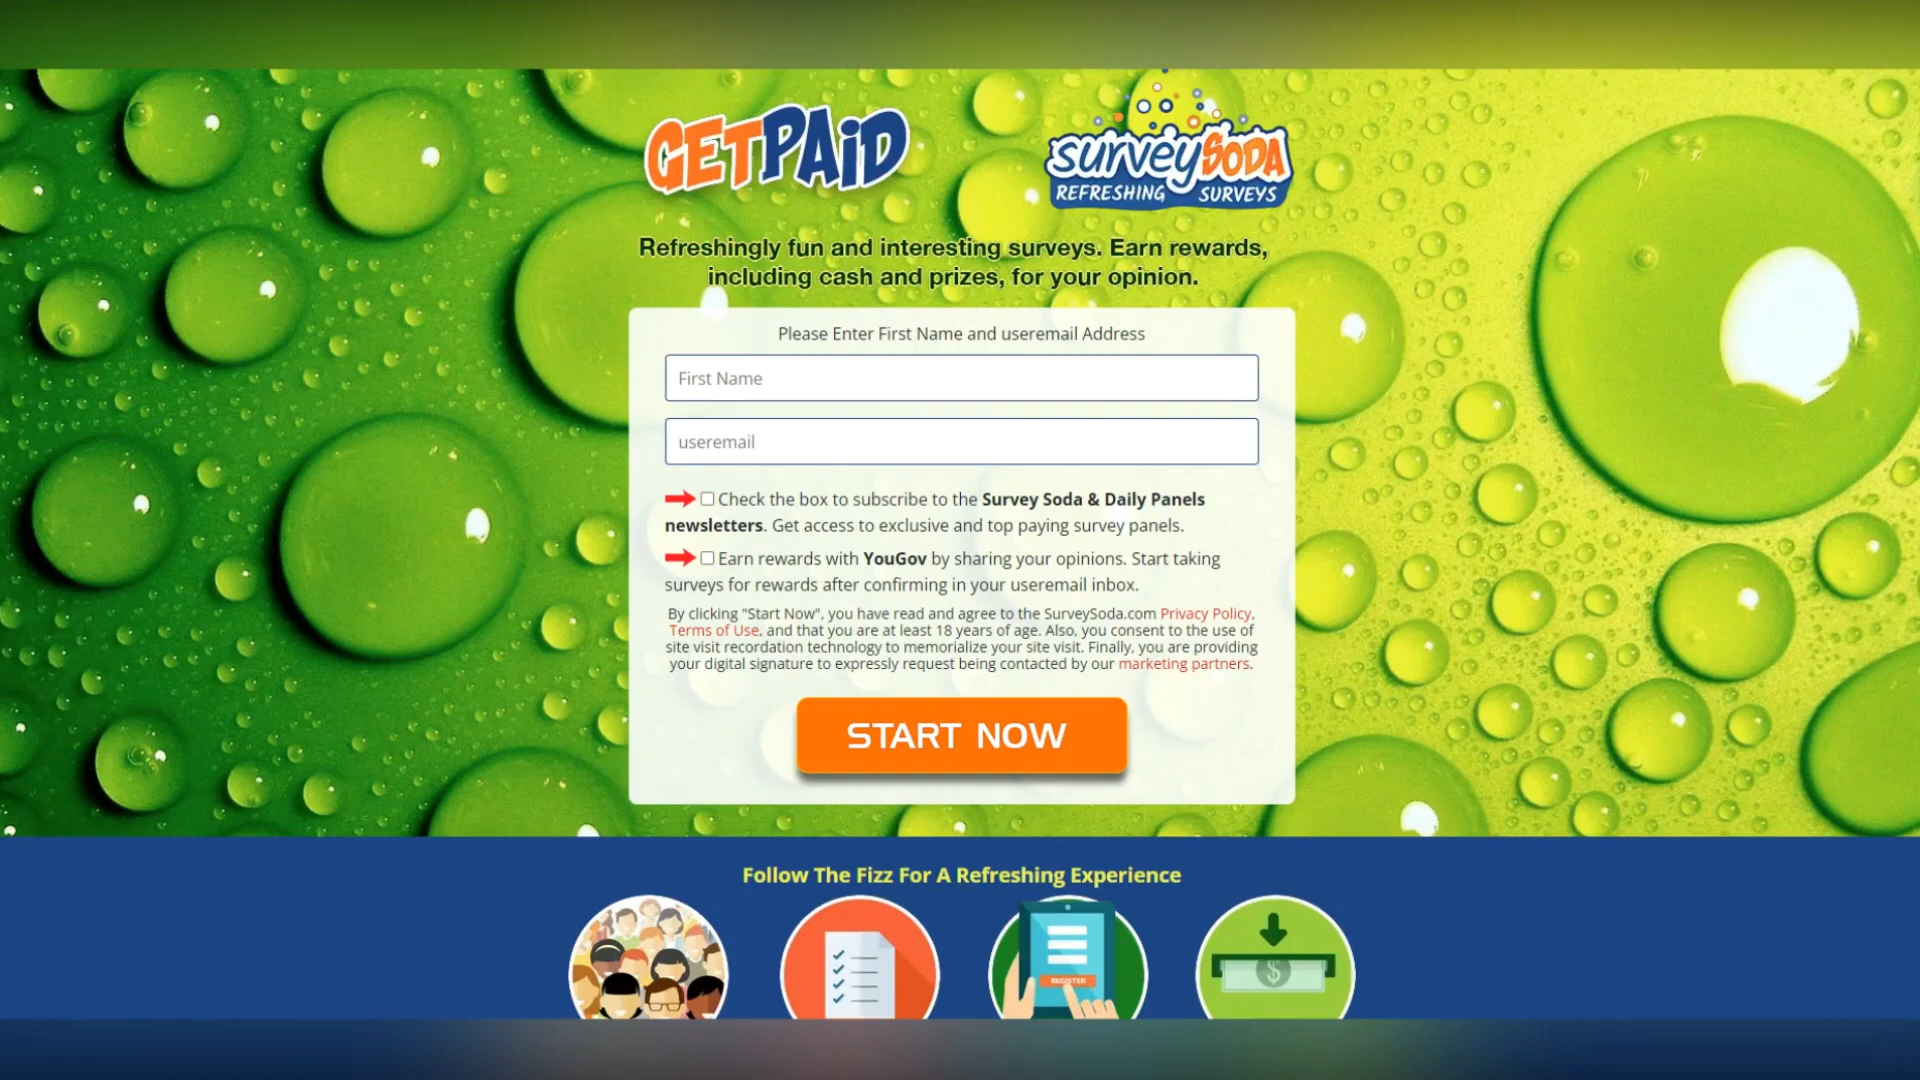 GETPAiD
surveySODA
REFRESHING SURVEYS
Refreshingly fun and interesting surveys. Earn rewards,
including cash and prizes, for your opinion.
Please Enter First Name and useremail Address
First Name
useremail
Check the box to subscribe to the Survey Soda & Daily Panels
newsletters. Get access to exclusive and top paying survey panels.
Earn rewards with YouGov by sharing your opinions. Start taking
surveys for rewards after confirming in your useremail inbox.
By clicking "Start Now", you have read and agree to the SurveySoda.com Privacy Policy,
Terms of Use, and that you are at least 18 years of age. Also, you consent to the use of
site visit recordation technology to memorialize your site visit. Finally, you are providing
your digital signature to expressly request being contacted by our marketing partners.
START NOW
Follow The Fizz For A Refreshing Experience
REGISTER
$